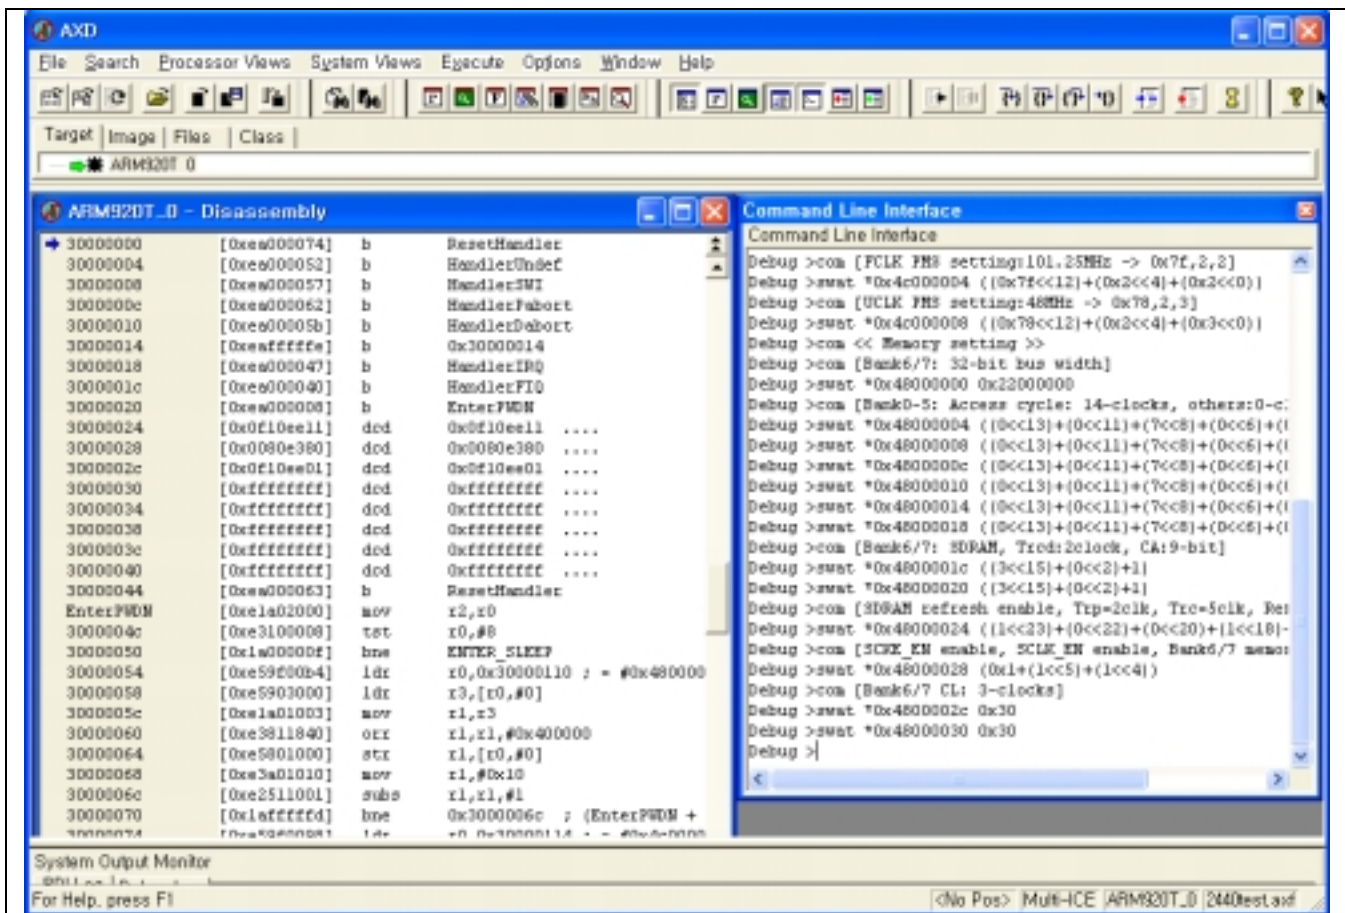 AXD
File Search Processor Views System Views Execute Options Window Help
Target Image Files Class
ARM920T_0
ARM920T_0 - Disassembly
30000000 [0xea000074] b ResetHandler
30000004 [0xea000052] b HandlerUndef
30000008 [0xea000057] b HandlerSWI
3000000c [0xea000062] b HandlerPabort
30000010 [0xea00005b] b HandlerDabort
30000014 [0xeafffffe] b 0x30000014
30000018 [0xea000047] b HandlerIRQ
3000001c [0xea000040] b HandlerFIQ
30000020 [0xea000008] b EnterPWDN
30000024 [0x0f10ee11] dcd 0x0f10ee11 ....
30000028 [0x0080e380] dcd 0x0080e380 ....
3000002c [0x0f10ee01] dcd 0x0f10ee01 ....
30000030 [0xffffffff] dcd 0xffffffff ....
30000034 [0xffffffff] dcd 0xffffffff ....
30000038 [0xffffffff] dcd 0xffffffff ....
3000003c [0xffffffff] dcd 0xffffffff ....
30000040 [0xffffffff] dcd 0xffffffff ....
30000044 [0xea000063] b ResetHandler
EnterPWDN [0xe1a02000] mov r2,r0
3000004c [0xe3100008] tst r0,#8
30000050 [0x1a00000f] bne ENTER_SLEEP
30000054 [0xe59f00b4] ldr r0,0x30000110 ; = #0x480000
30000058 [0xe5903000] ldr r3,[r0,#0]
3000005c [0xe1a01003] mov r1,r3
30000060 [0xe3811840] orr r1,r1,#0x400000
30000064 [0xe5801000] str r1,[r0,#0]
30000068 [0xe3a01010] mov r1,#0x10
3000006c [0xe2511001] subs r1,r1,#1
30000070 [0x1afffffd] bne 0x3000006c ; (EnterPWDN +
30000074 [0xe59f0098] ldr r0,0x30000114 ; = #0x4c0000
Command Line Interface
Command Line Interface
Debug >com [FCLK PMS setting:101.25MHz -> 0x7f,2,2]
Debug >swat *0x4c000004 ((0x7f<<12)+(0x2<<4)+(0x2<<0))
Debug >com [UCLK PMS setting:48MHz -> 0x78,2,3]
Debug >swat *0x4c000008 ((0x78<<12)+(0x2<<4)+(0x3<<0))
Debug >com << Memory setting >>
Debug >com [Bank6/7: 32-bit bus width]
Debug >swat *0x48000000 0x22000000
Debug >com [Bank0-5: Access cycle: 14-clocks, others:0-c
Debug >swat *0x48000004 ((0<<13)+(0<<11)+(7<<8)+(0<<6)+(
Debug >swat *0x48000008 ((0<<13)+(0<<11)+(7<<8)+(0<<6)+(
Debug >swat *0x4800000c ((0<<13)+(0<<11)+(7<<8)+(0<<6)+(
Debug >swat *0x48000010 ((0<<13)+(0<<11)+(7<<8)+(0<<6)+(
Debug >swat *0x48000014 ((0<<13)+(0<<11)+(7<<8)+(0<<6)+(
Debug >swat *0x48000018 ((0<<13)+(0<<11)+(7<<8)+(0<<6)+(
Debug >com [Bank6/7: SDRAM, Trcd:2clock, CA:9-bit]
Debug >swat *0x4800001c ((3<<15)+(0<<2)+1)
Debug >swat *0x48000020 ((3<<15)+(0<<2)+1)
Debug >com [SDRAM refresh enable, Trp=2clk, Trc=5clk, Re
Debug >swat *0x48000024 ((1<<23)+(0<<22)+(0<<20)+(1<<18)
Debug >com [SCKE_EN enable, SCLK_EN enable, Bank6/7 memo
Debug >swat *0x48000028 (0x1+(1<<5)+(1<<4))
Debug >com [Bank6/7 CL: 3-clocks]
Debug >swat *0x4800002c 0x30
Debug >swat *0x48000030 0x30
Debug >
System Output Monitor
For Help, press F1
<No Pos> Multi-ICE ARM920T_0 2440test.axf